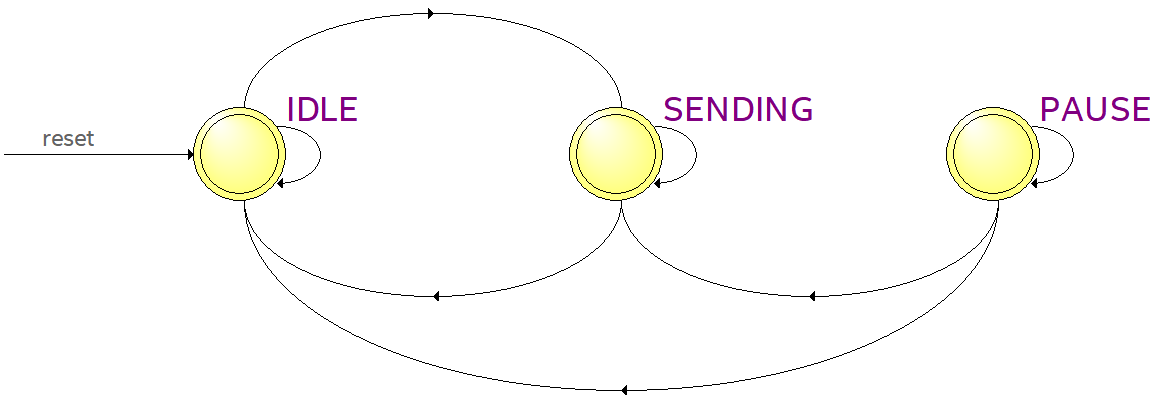 IDLE
SENDING
PAUSE
reset